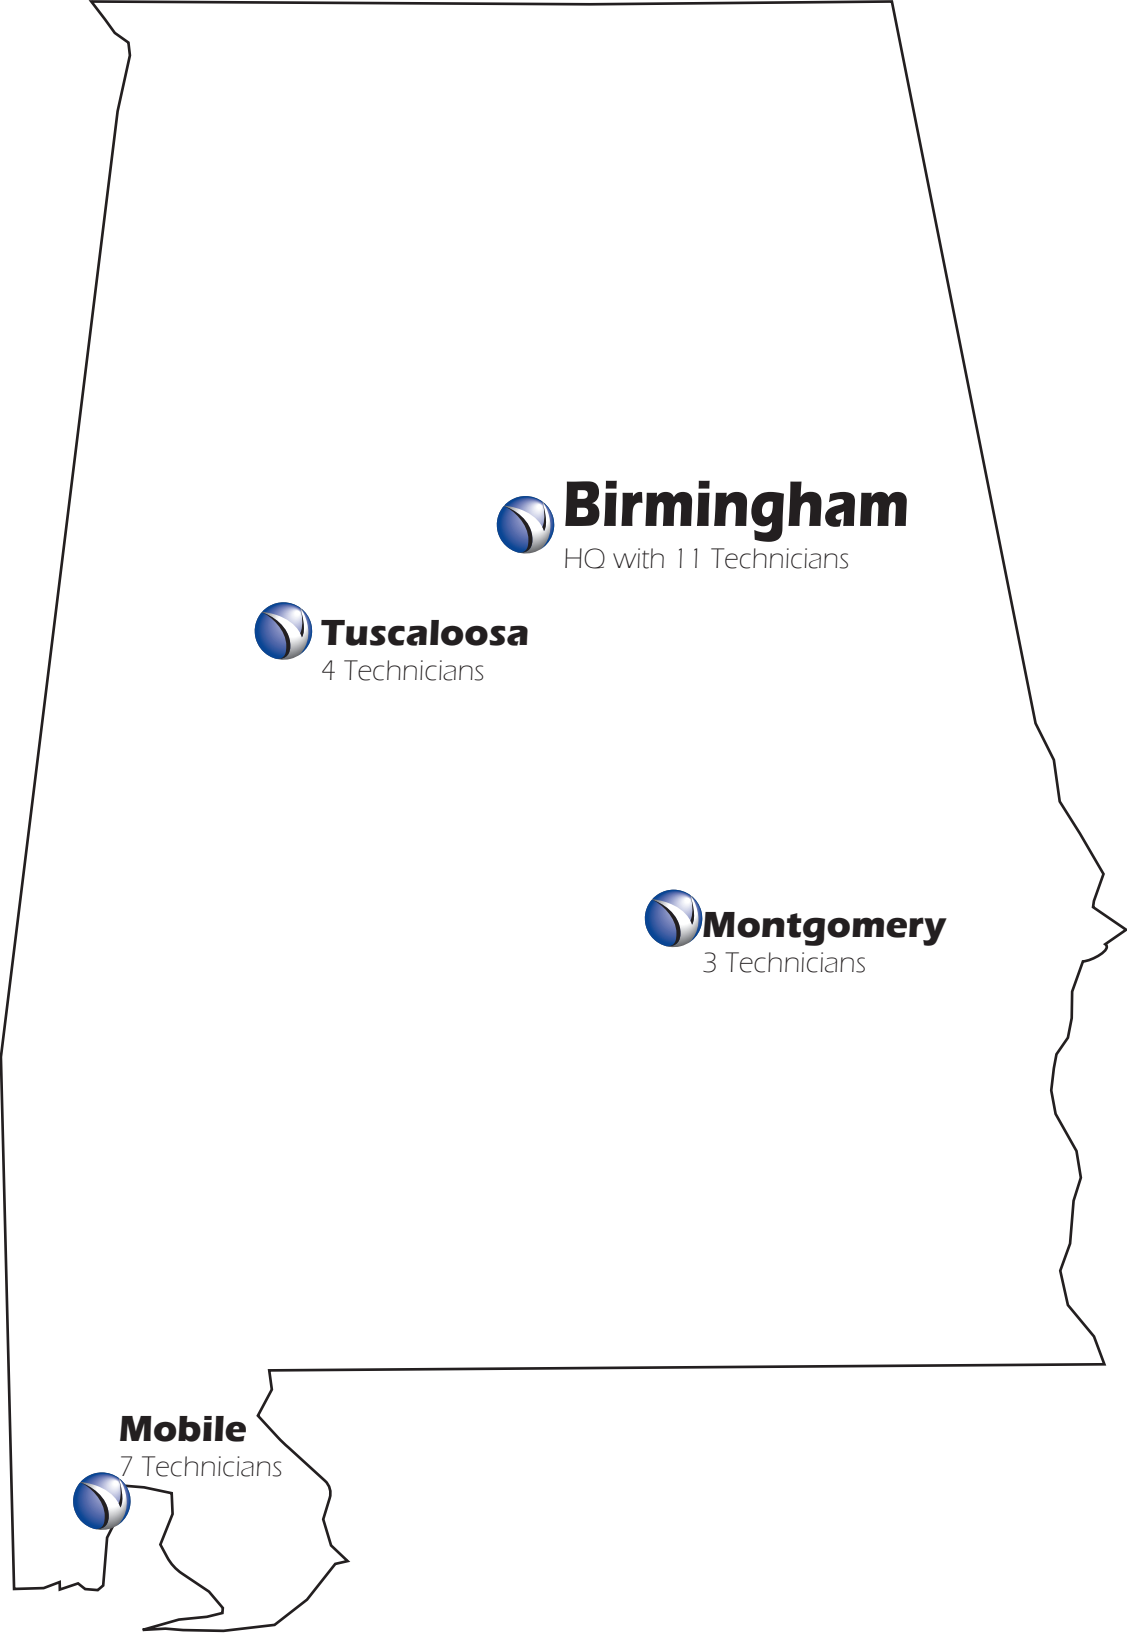 Birmingham
HQ with 11 Technicians
Tuscaloosa
4 Technicians
Montgomery
3 Technicians
Mobile
7 Technicians